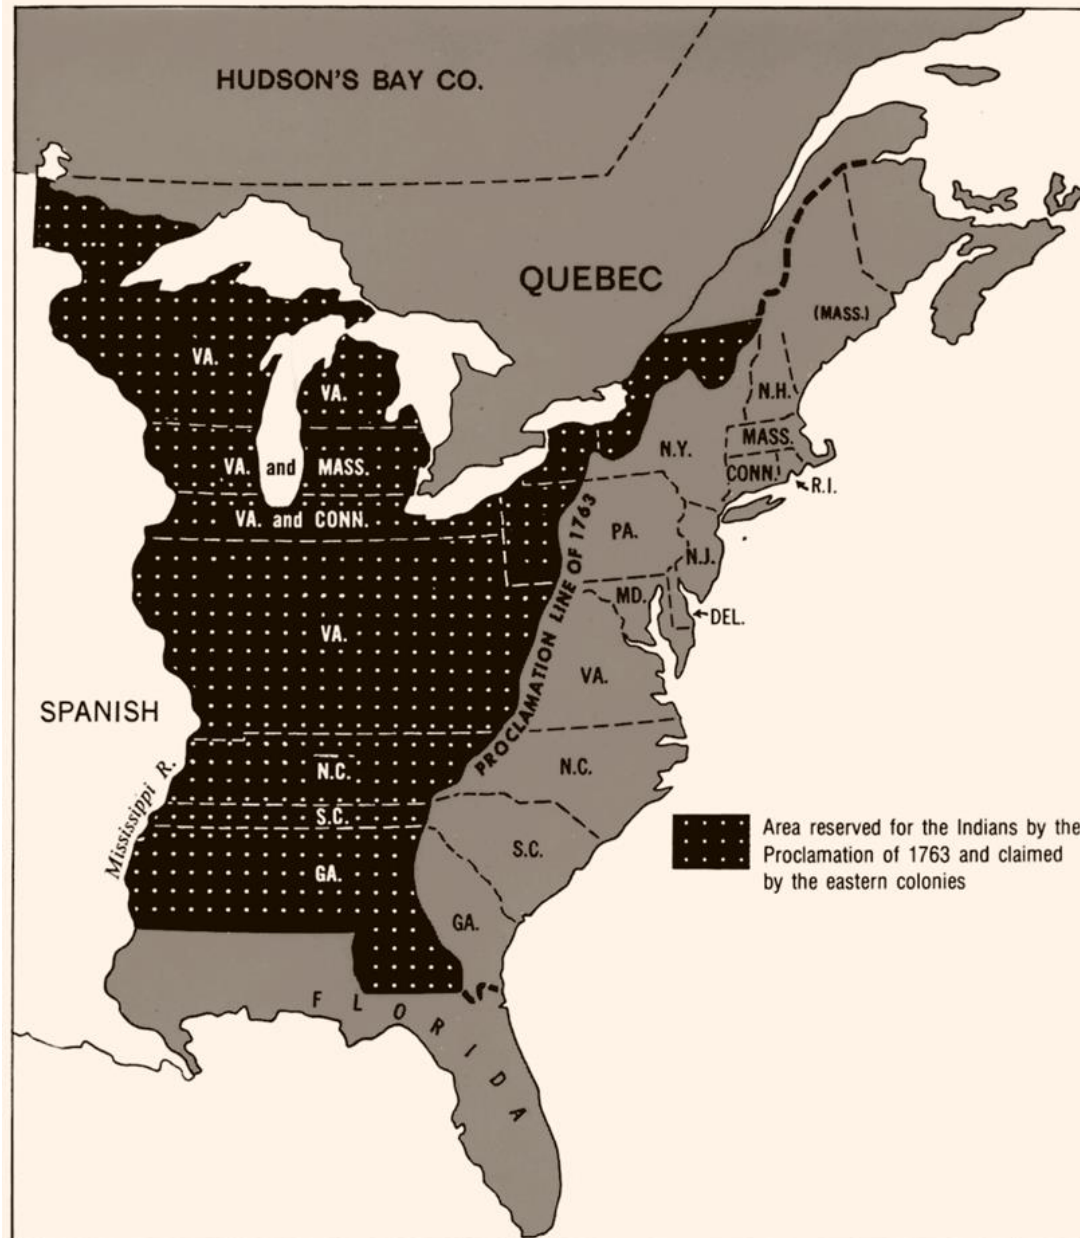 HUDSON'S BAY CO.
QUEBEC
(MASS.)
VA.
VA.
N.H.
N.Y.
MASS.
VA. and MASS.
CONN.
R.I.
VA. and CONN.
PROCLAMATION LINE OF 1763
PA.
N.J.
MD.
DEL.
VA.
VA.
SPANISH
Mississippi R.
N.C.
N.C.
S.C.
S.C.
GA.
GA.
Area reserved for the Indians by the
Proclamation of 1763 and claimed
by the eastern colonies
FLORIDA